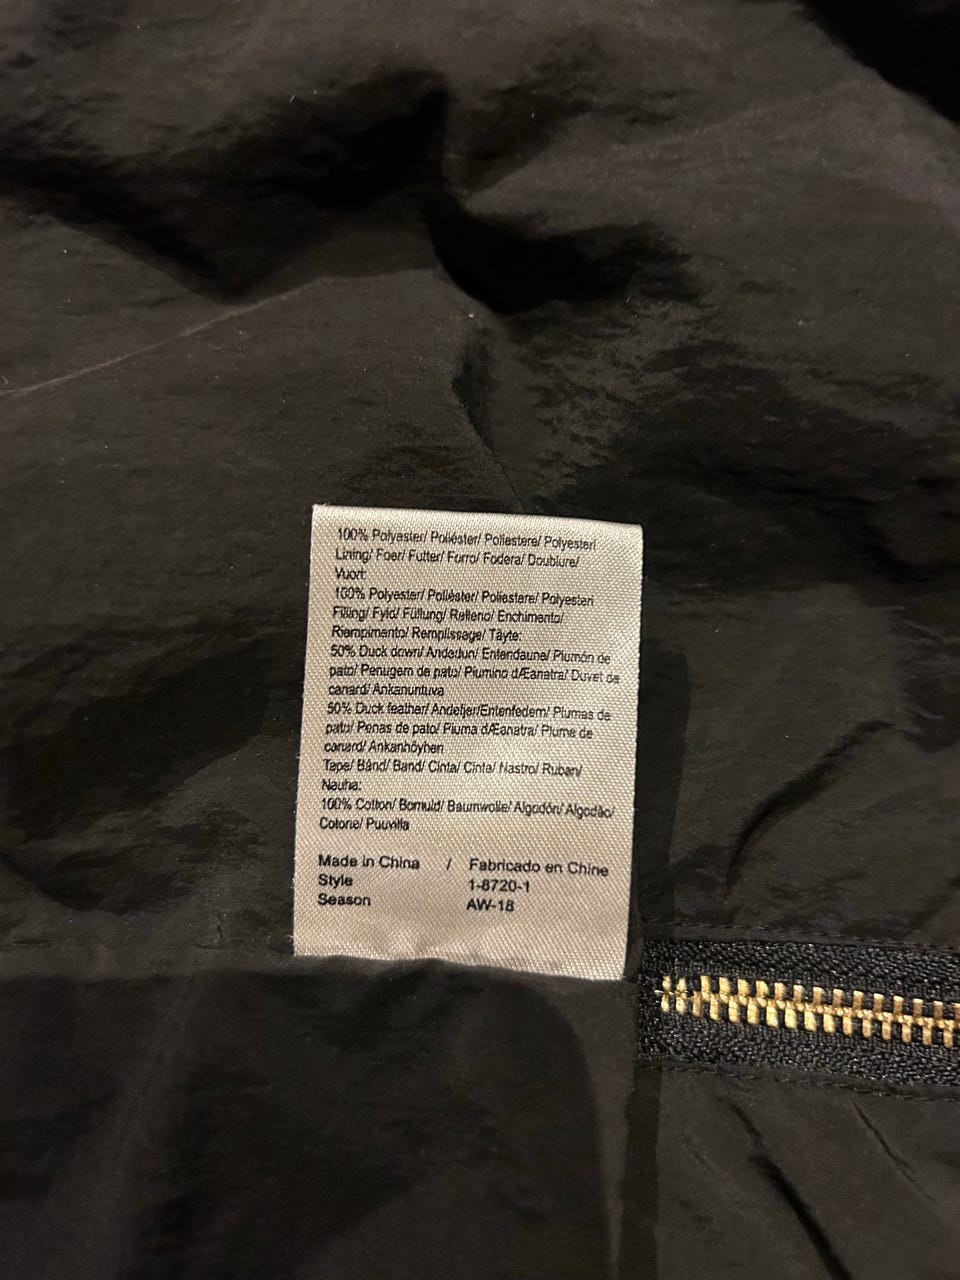 100% Polyester/ Poliéster/ Poliestere/ Polyesteri
Lining/ Foer/ Futter/ Forro/ Fodera/ Doublure/
Vuori:
100% Polyester/ Poliéster/ Poliestere/ Polyesteri
Filling/ Fyld/ Füllung/ Relleno/ Enchimento/
Riempimento/ Remplissage/ Täyte:
50% Duck down/ Andedun/ Entendaune/ Plumón de
pato/ Penugem de pato/ Piumino dÆanatra/ Duvet de
canard/ Ankanuntuva
50% Duck feather/ Andefjer/Entenfedern/ Plumas de
pato/ Penas de pato/ Piuma dÆanatra/ Plume de
canard/ Ankanhöyhen
Tape/ Bånd/ Band/ Cinta/ Cinta/ Nastro/ Ruban/
Nauha:
100% Cotton/ Bomuld/ Baumwolle/ Algodón/ Algodão/
Cotone/ Puuvilla
Made in China / Fabricado en Chine
Style 1-8720-1
Season AW-18